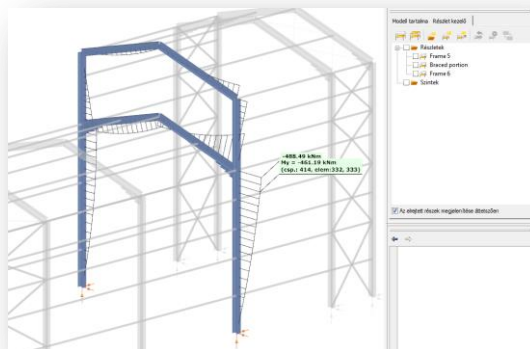 Modell tartalma Részlet kezelő
Részletek
Frame 5
Braced portion
Frame 6
Szintek
-488.49 kNm
My = -461.19 kNm
(csp.: 414, elem:332, 333)
Az elrejtett részek megjelenítése áttetszően